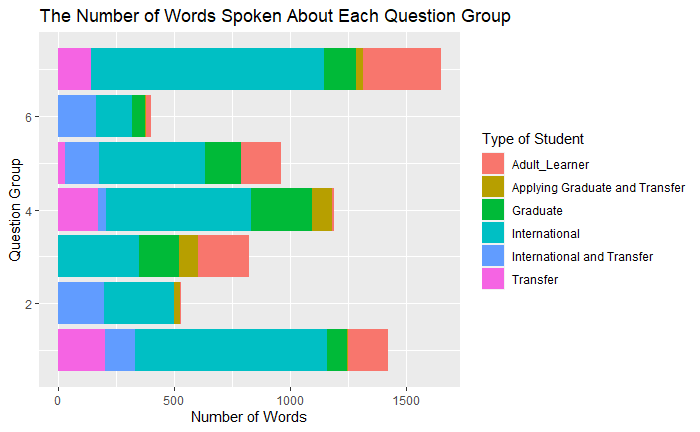 The Number of Words Spoken About Each Question Group
6
4
2
Question Group
0 500 1000 1500
Number of Words
Type of Student
Adult_Learner
Applying Graduate and Transfer
Graduate
International
International and Transfer
Transfer